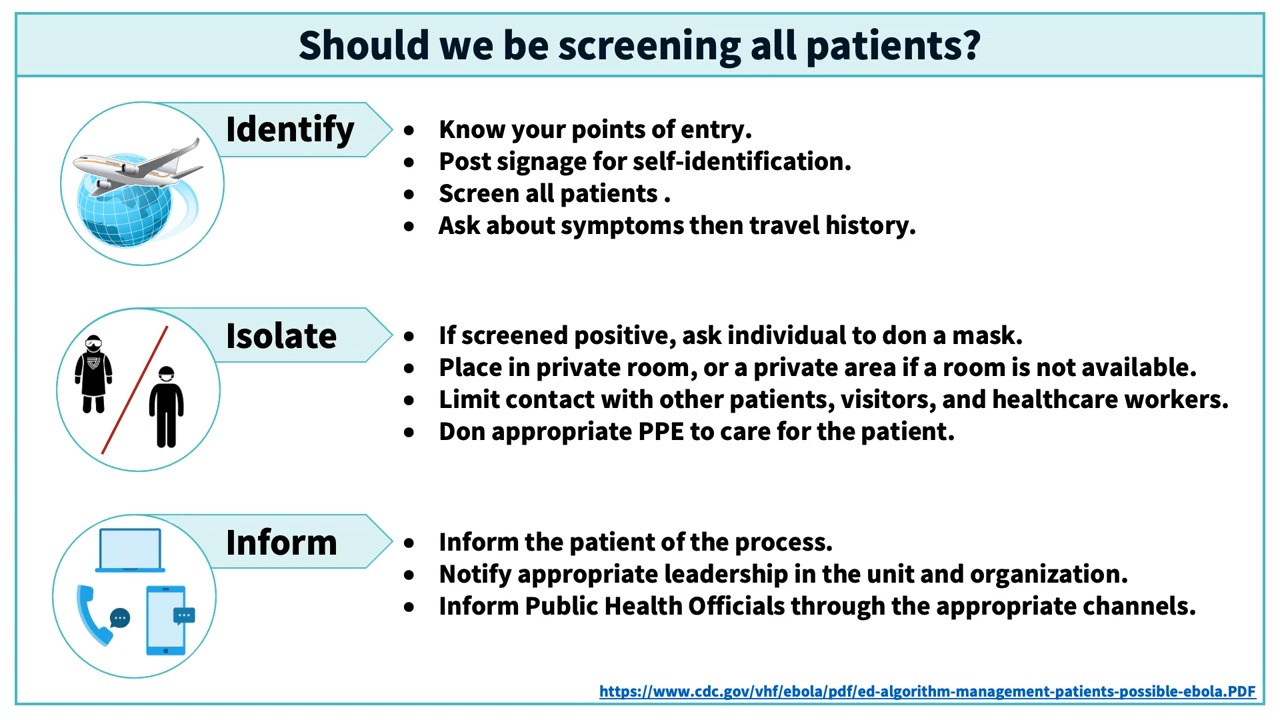 Should we be screening all patients?
Identify
• Know your points of entry.
• Post signage for self-identification.
• Screen all patients .
• Ask about symptoms then travel history.
Isolate
• If screened positive, ask individual to don a mask.
• Place in private room, or a private area if a room is not available.
• Limit contact with other patients, visitors, and healthcare workers.
• Don appropriate PPE to care for the patient.
Inform
• Inform the patient of the process.
• Notify appropriate leadership in the unit and organization.
• Inform Public Health Officials through the appropriate channels.
https://www.cdc.gov/vhf/ebola/pdf/ed-algorithm-management-patients-possible-ebola.PDF